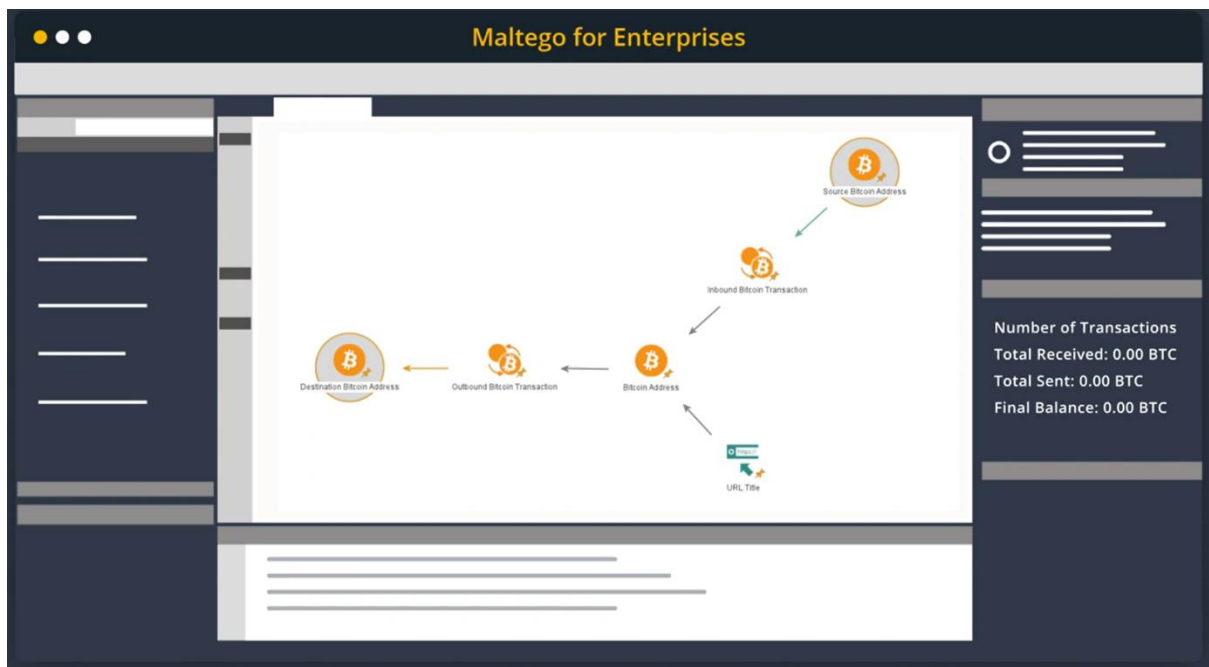 Maltego for Enterprises
Source Bitcoin Address
Inbound Bitcoin Transaction
Destination Bitcoin Address
Outbound Bitcoin Transaction
Bitcoin Address
URL Title
Number of Transactions
Total Received: 0.00 BTC
Total Sent: 0.00 BTC
Final Balance: 0.00 BTC